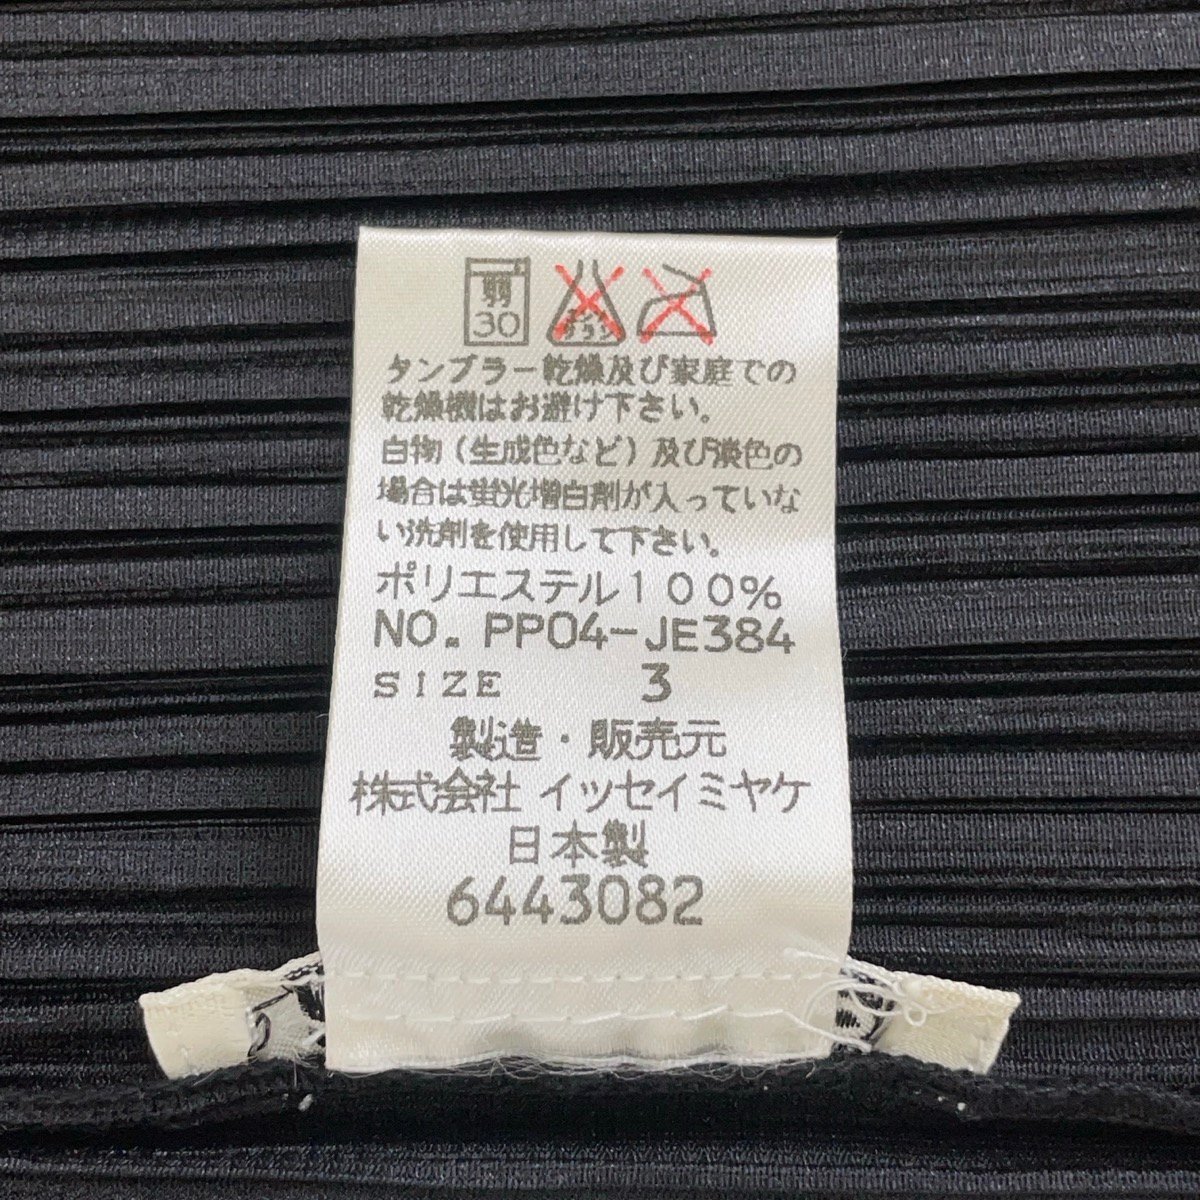 弱
30
エンソ
サラシ
タンブラー乾燥及び家庭での
乾燥機はお避け下さい。
白物(生成色など)及び淡色の
場合は蛍光増白剤が入っていな
い洗剤を使用して下さい。
ポリエステル100%
NO. PP04-JE384
SIZE 3
製造・販売元
株式会社 イッセイミヤケ
日本製
6443082